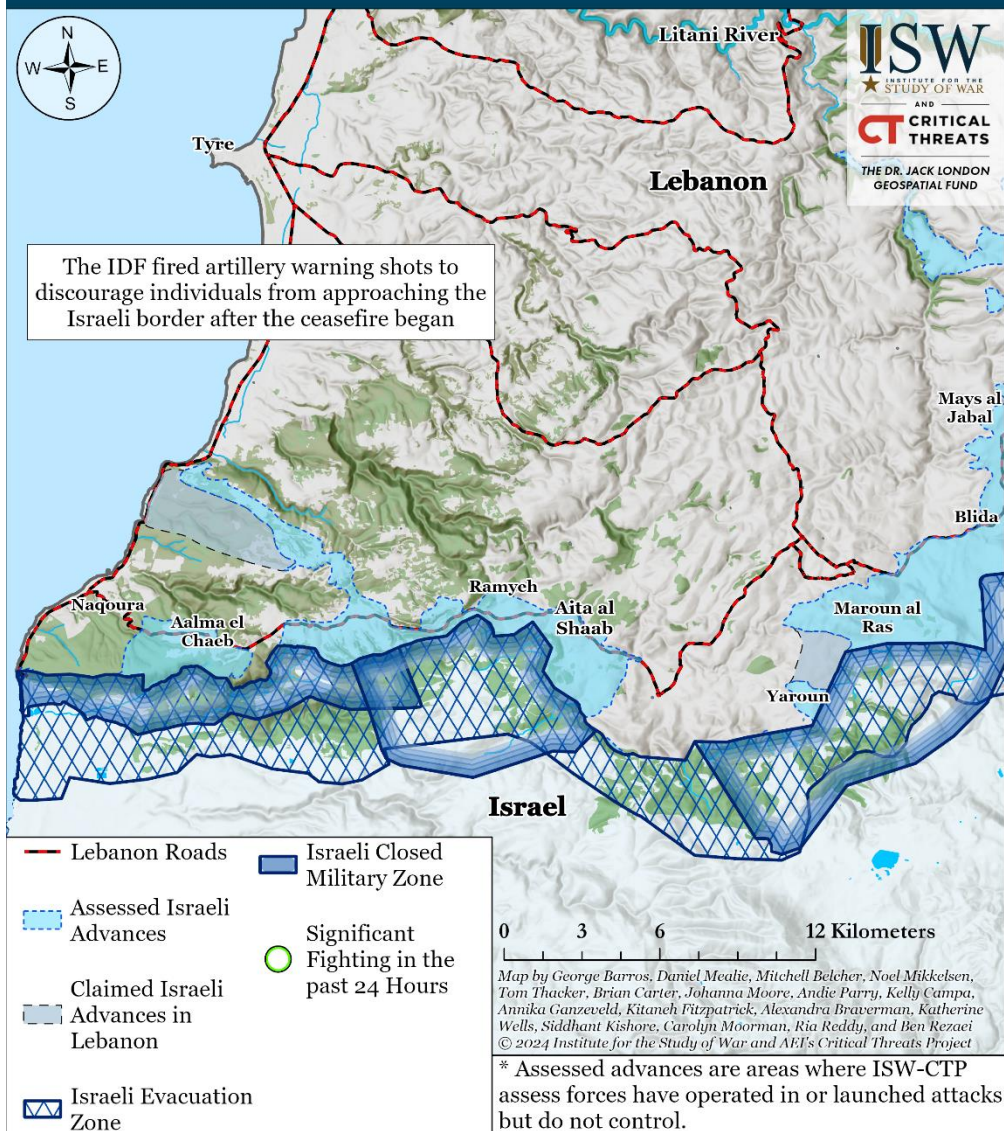 N
W E
S
Litani River
ISW
INSTITUTE FOR THE
STUDY OF WAR
AND
CT CRITICAL
THREATS
THE DR. JACK LONDON
GEOSPATIAL FUND
Tyre
Lebanon
The IDF fired artillery warning shots to
discourage individuals from approaching the
Israeli border after the ceasefire began
Mays al
Jabal
Blida
Ramyeh
Naqoura
Aalma el
Chaeb
Aita al
Shaab
Maroun al
Ras
Yaroun
Israel
Lebanon Roads
Assessed Israeli
Advances
Claimed Israeli
Advances in
Lebanon
Israeli Evacuation
Zone
Israeli Closed
Military Zone
Significant
Fighting in the
past 24 Hours
0 3 6 12 Kilometers
Map by George Barros, Daniel Mealie, Mitchell Belcher, Noel Mikkelsen,
Tom Thacker, Brian Carter, Johanna Moore, Andie Parry, Kelly Campa,
Annika Ganzeveld, Kitaneh Fitzpatrick, Alexandra Braverman, Katherine
Wells, Siddhant Kishore, Carolyn Moorman, Ria Reddy, and Ben Rezaei
© 2024 Institute for the Study of War and AEI's Critical Threats Project
* Assessed advances are areas where ISW-CTP
assess forces have operated in or launched attacks
but do not control.